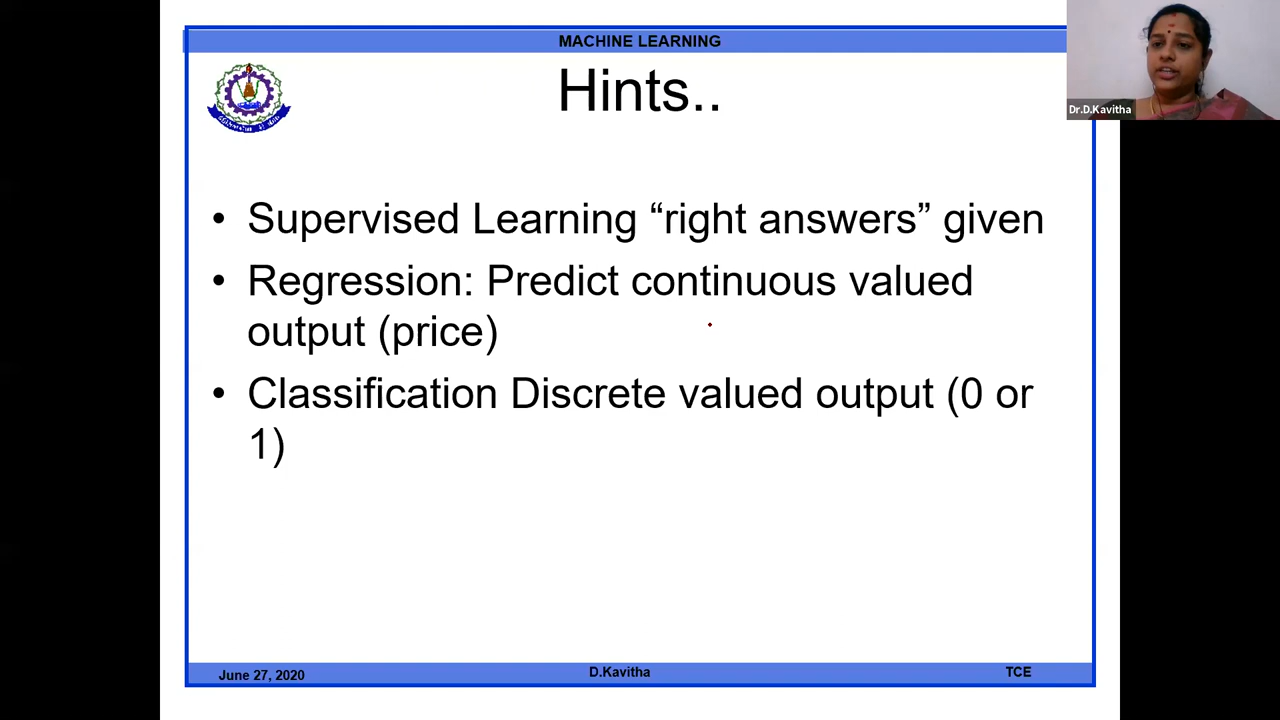 MACHINE LEARNING
Hints..
Dr.D.Kavitha
• Supervised Learning “right answers” given
• Regression: Predict continuous valued
output (price)
• Classification Discrete valued output (0 or
1)
June 27, 2020
D.Kavitha
TCE